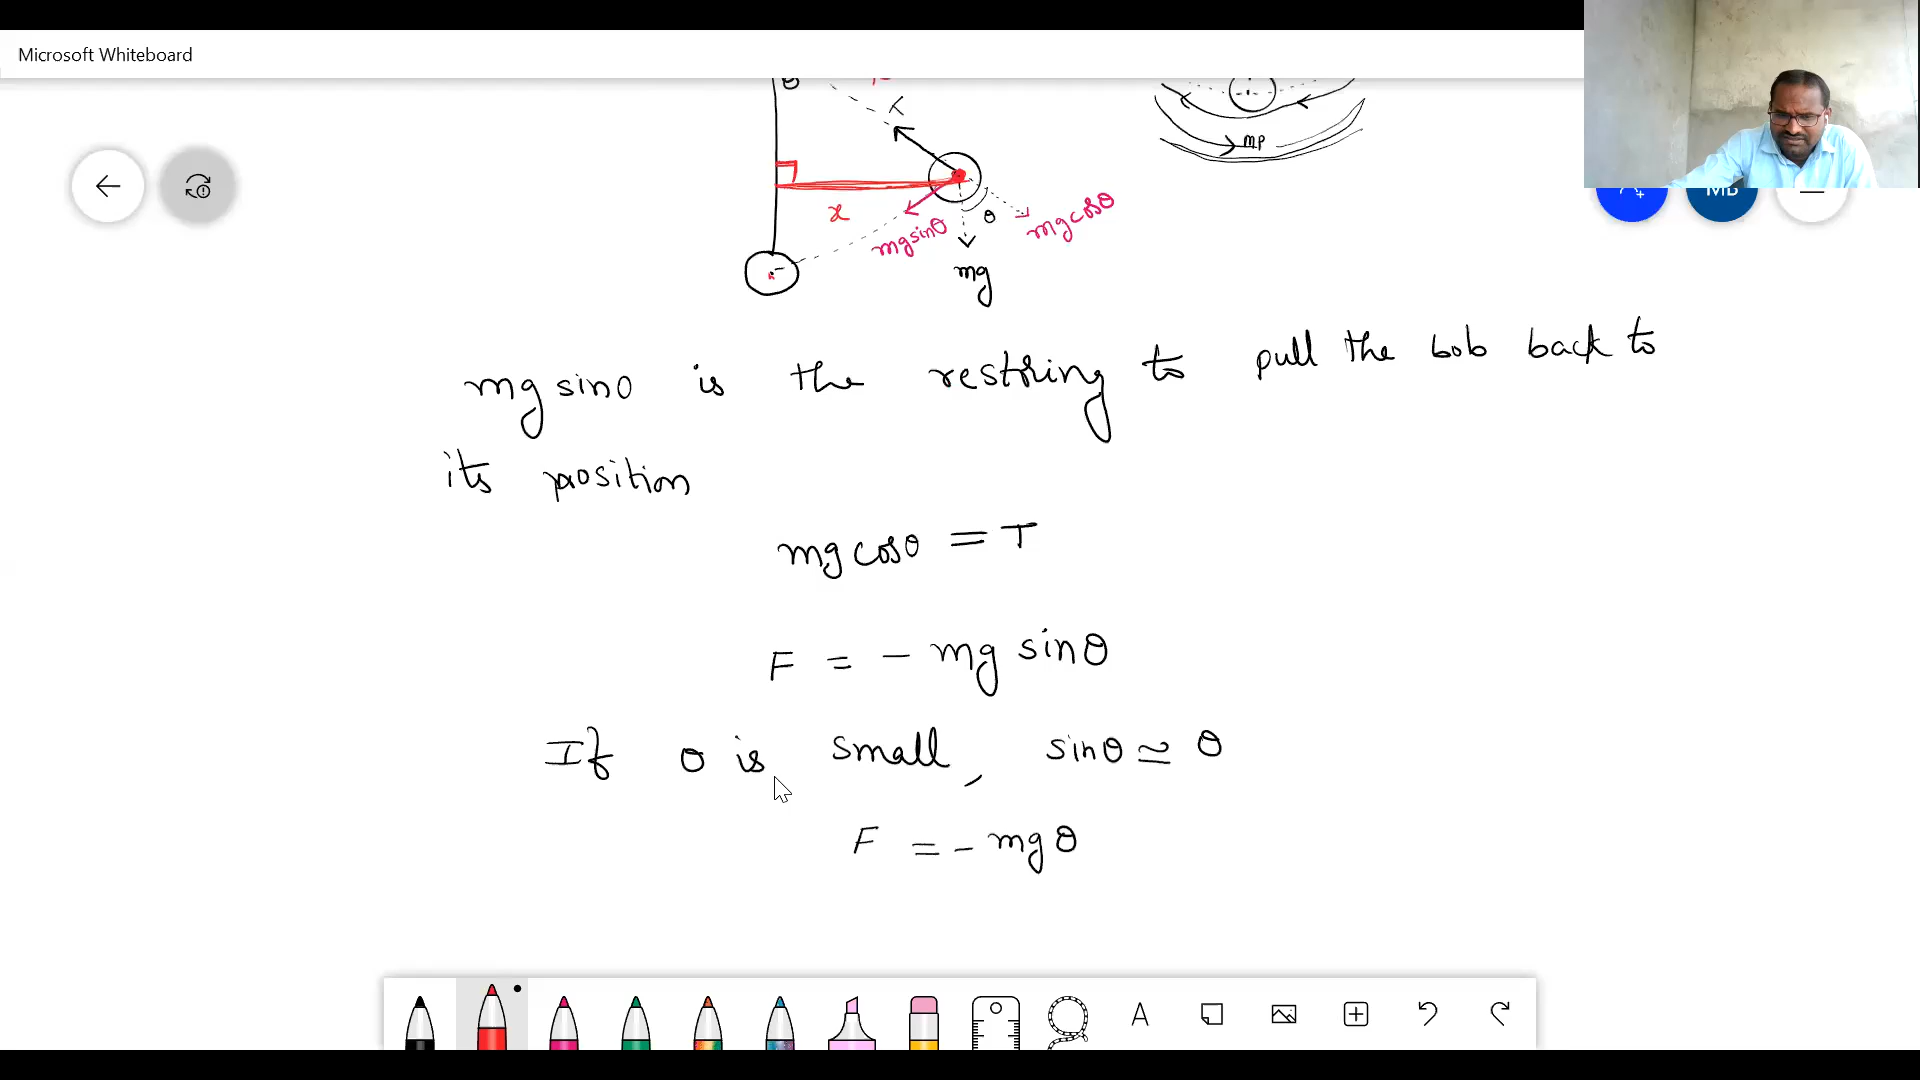 Microsoft Whiteboard
θ
MP
x
mg sinθ
θ
mg cosθ
mg
mg sinθ is the restring to pull the bob back to
its position
mg cosθ = T
F = - mg sinθ
If θ is small, sinθ ≃ θ
F = - mg θ
A